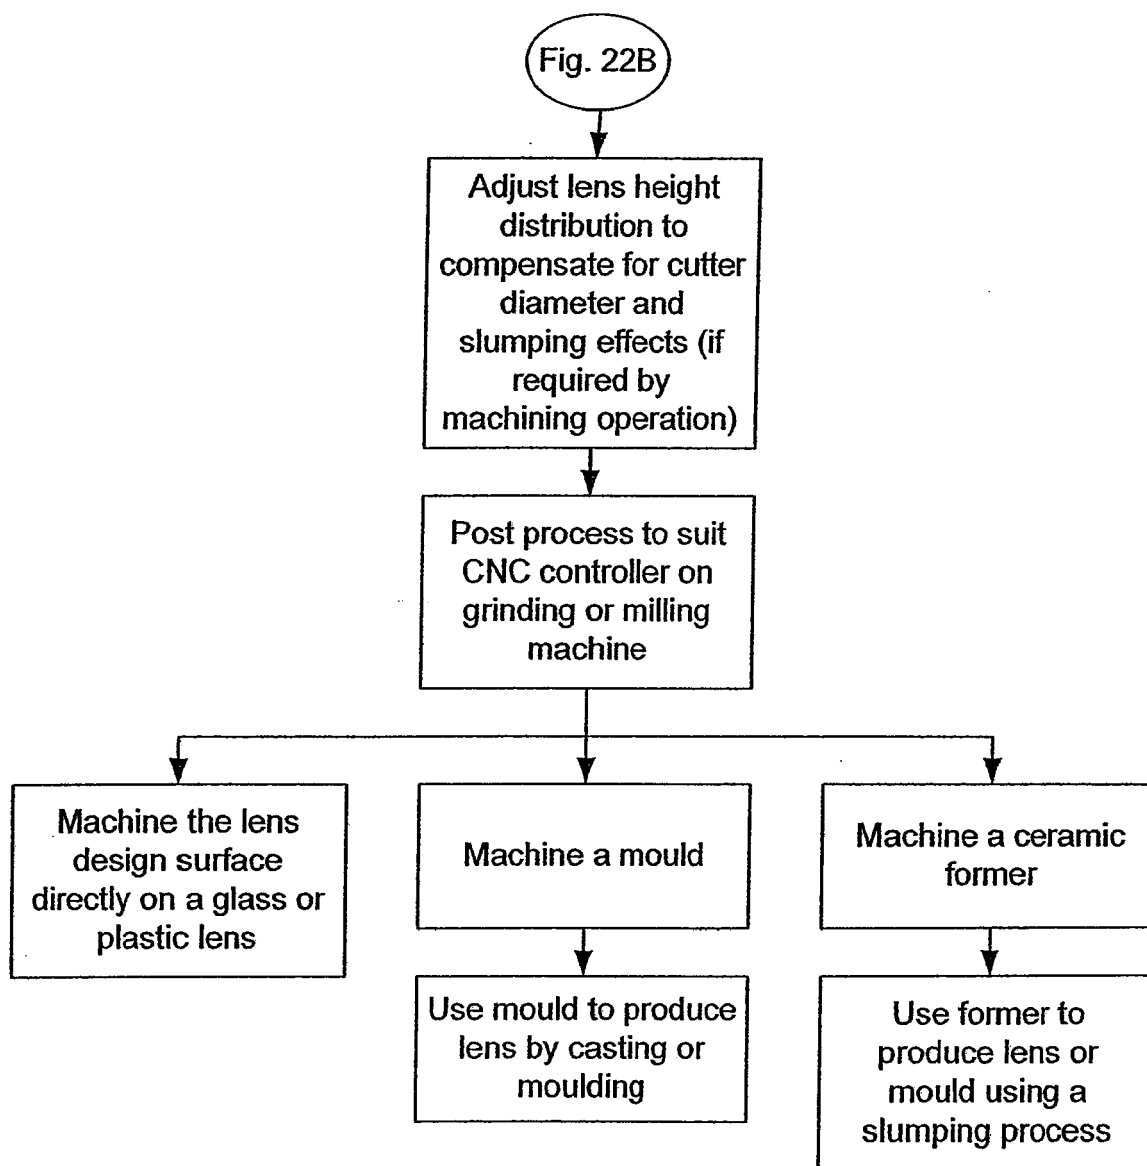 Fig. 22B
Adjust lens height
distribution to
compensate for cutter
diameter and
slumping effects (if
required by
machining operation)
Post process to suit
CNC controller on
grinding or milling
machine
Machine the lens
design surface
directly on a glass or
plastic lens
Machine a mould
Machine a ceramic
former
Use mould to produce
lens by casting or
moulding
Use former to
produce lens or
mould using a
slumping process